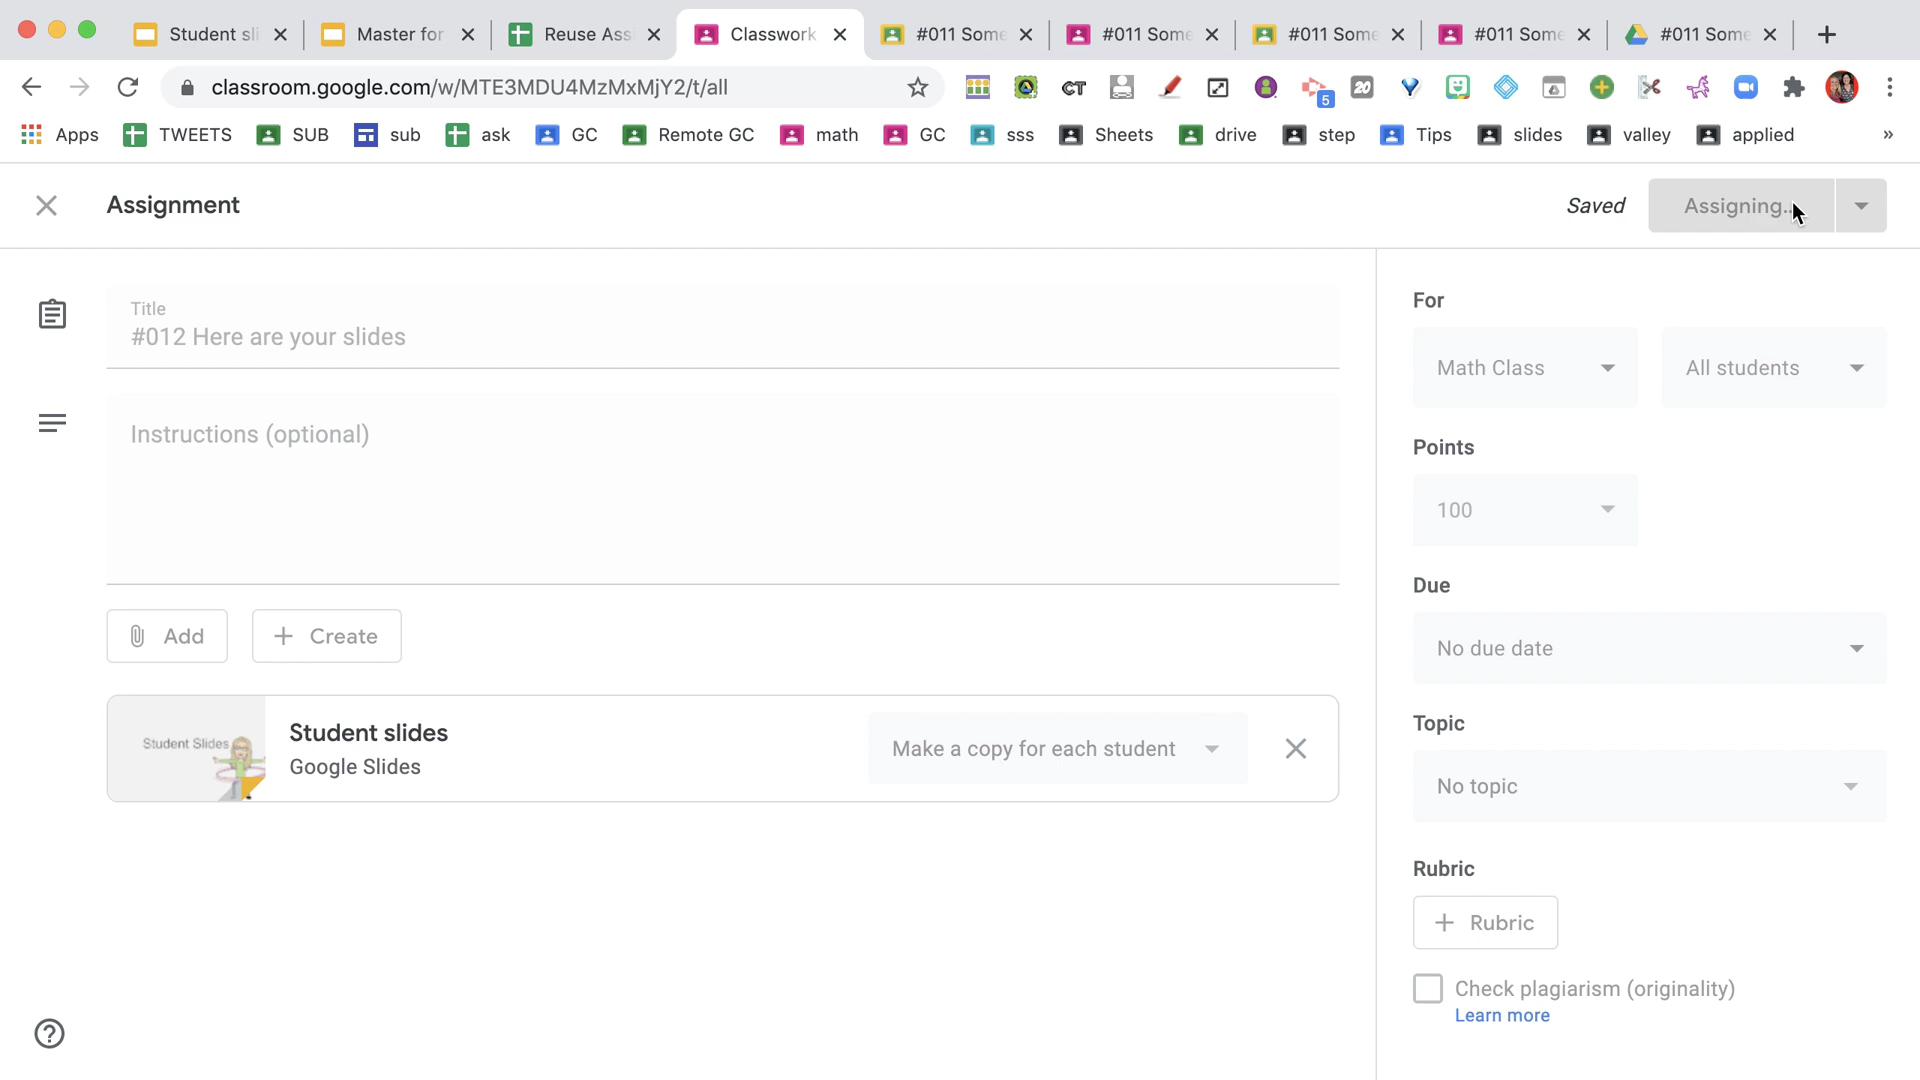 Student sli
Master for
Reuse Assi
Classwork
#011 Some
#011 Some
#011 Some
#011 Some
#011 Some
classroom.google.com/w/MTE3MDU4MzMxMjY2/t/all
CT
5
20
Apps
TWEETS
SUB
sub
ask
GC
Remote GC
math
GC
sss
Sheets
drive
step
Tips
slides
valley
applied
»
Assignment
Saved
Assigning...
Title
#012 Here are your slides
Instructions (optional)
Add
Create
Student Slides
Student slides
Google Slides
Make a copy for each student
For
Math Class
All students
Points
100
Due
No due date
Topic
No topic
Rubric
Rubric
Check plagiarism (originality)
Learn more